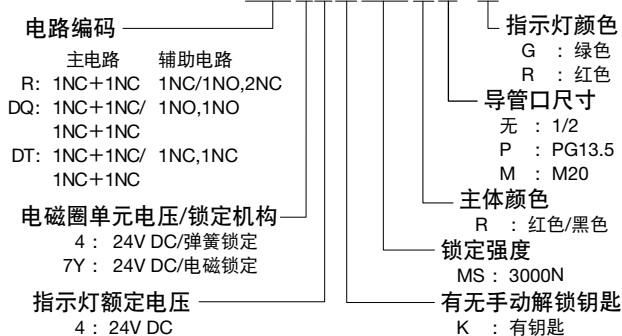 电路编码
主电路 辅助电路
R: 1NC+1NC 1NC/1NO,2NC
DQ: 1NC+1NC/ 1NO,1NO
1NC+1NC
DT: 1NC+1NC/ 1NC,1NC
1NC+1NC
电磁圈单元电压/锁定机构
4 : 24V DC/弹簧锁定
7Y : 24V DC/电磁锁定
指示灯额定电压
4 : 24V DC
指示灯颜色
G : 绿色
R : 红色
导管口尺寸
无 : 1/2
P : PG13.5
M : M20
主体颜色
R : 红色/黑色
锁定强度
MS : 3000N
有无手动解锁钥匙
K : 有钥匙